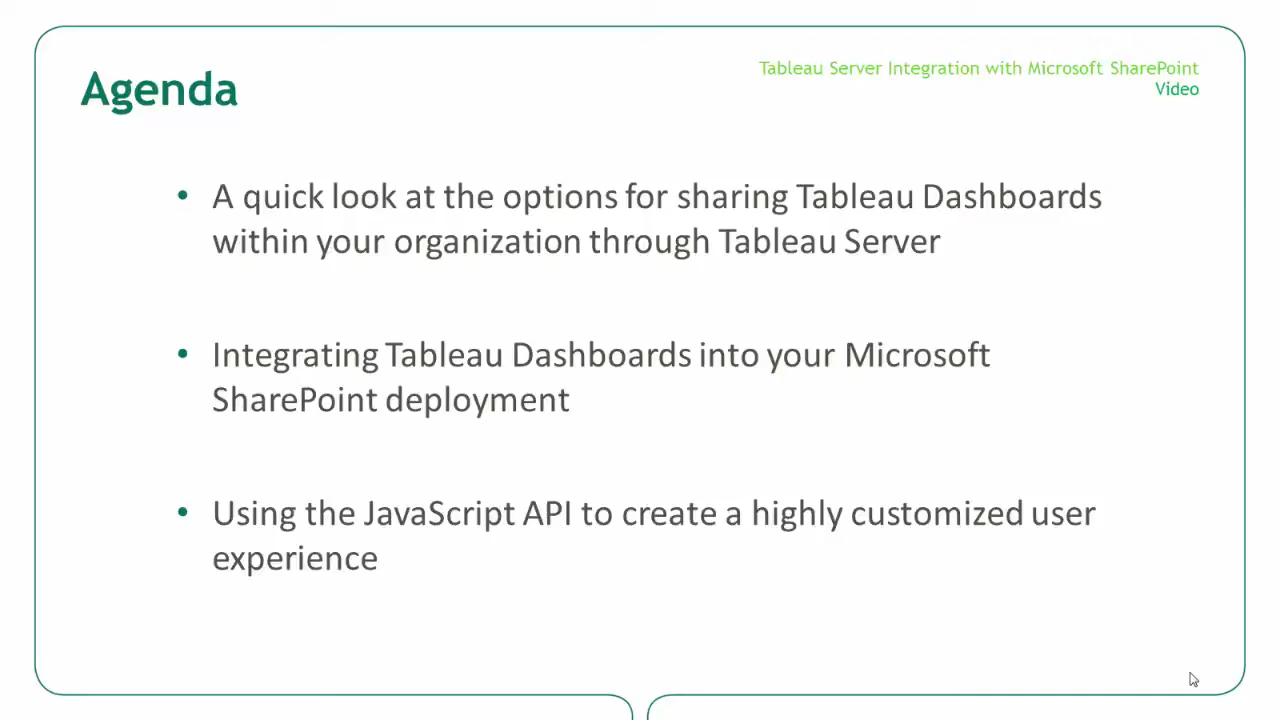 Agenda
Tableau Server Integration with Microsoft SharePoint
Video
• A quick look at the options for sharing Tableau Dashboards
within your organization through Tableau Server
• Integrating Tableau Dashboards into your Microsoft
SharePoint deployment
• Using the JavaScript API to create a highly customized user
experience